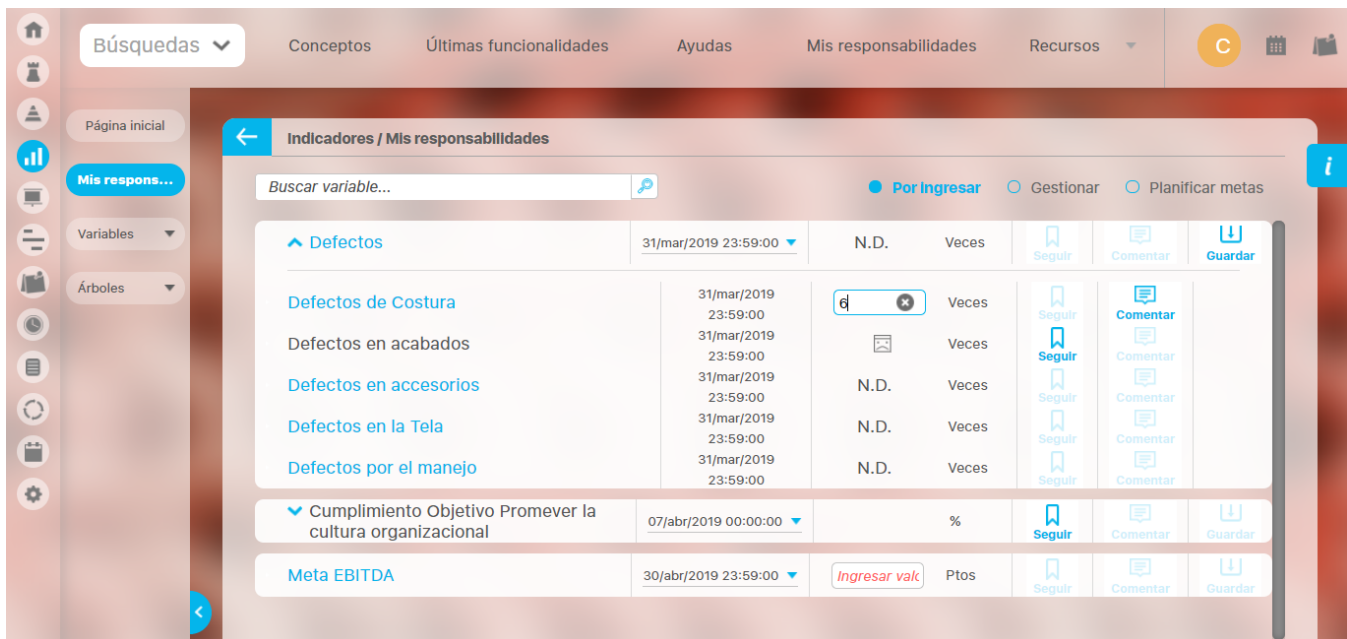 Búsquedas
Conceptos
Últimas funcionalidades
Ayudas
Mis responsabilidades
Recursos
C
Página inicial
Mis respons...
Variables
Árboles
Indicadores / Mis responsabilidades
i
Buscar variable...
Por Ingresar
Gestionar
Planificar metas
Defectos
31/mar/2019 23:59:00
N.D.
Veces
Seguir
Comentar
Guardar
Defectos de Costura
31/mar/2019
23:59:00
6
Veces
Seguir
Comentar
Defectos en acabados
31/mar/2019
23:59:00
Veces
Seguir
Comentar
Defectos en accesorios
31/mar/2019
23:59:00
N.D.
Veces
Seguir
Comentar
Defectos en la Tela
31/mar/2019
23:59:00
N.D.
Veces
Seguir
Comentar
Defectos por el manejo
31/mar/2019
23:59:00
N.D.
Veces
Seguir
Comentar
Cumplimiento Objetivo Promover la
cultura organizacional
07/abr/2019 00:00:00
%
Seguir
Comentar
Guardar
Meta EBITDA
30/abr/2019 23:59:00
Ingresar valo
Ptos
Seguir
Comentar
Guardar